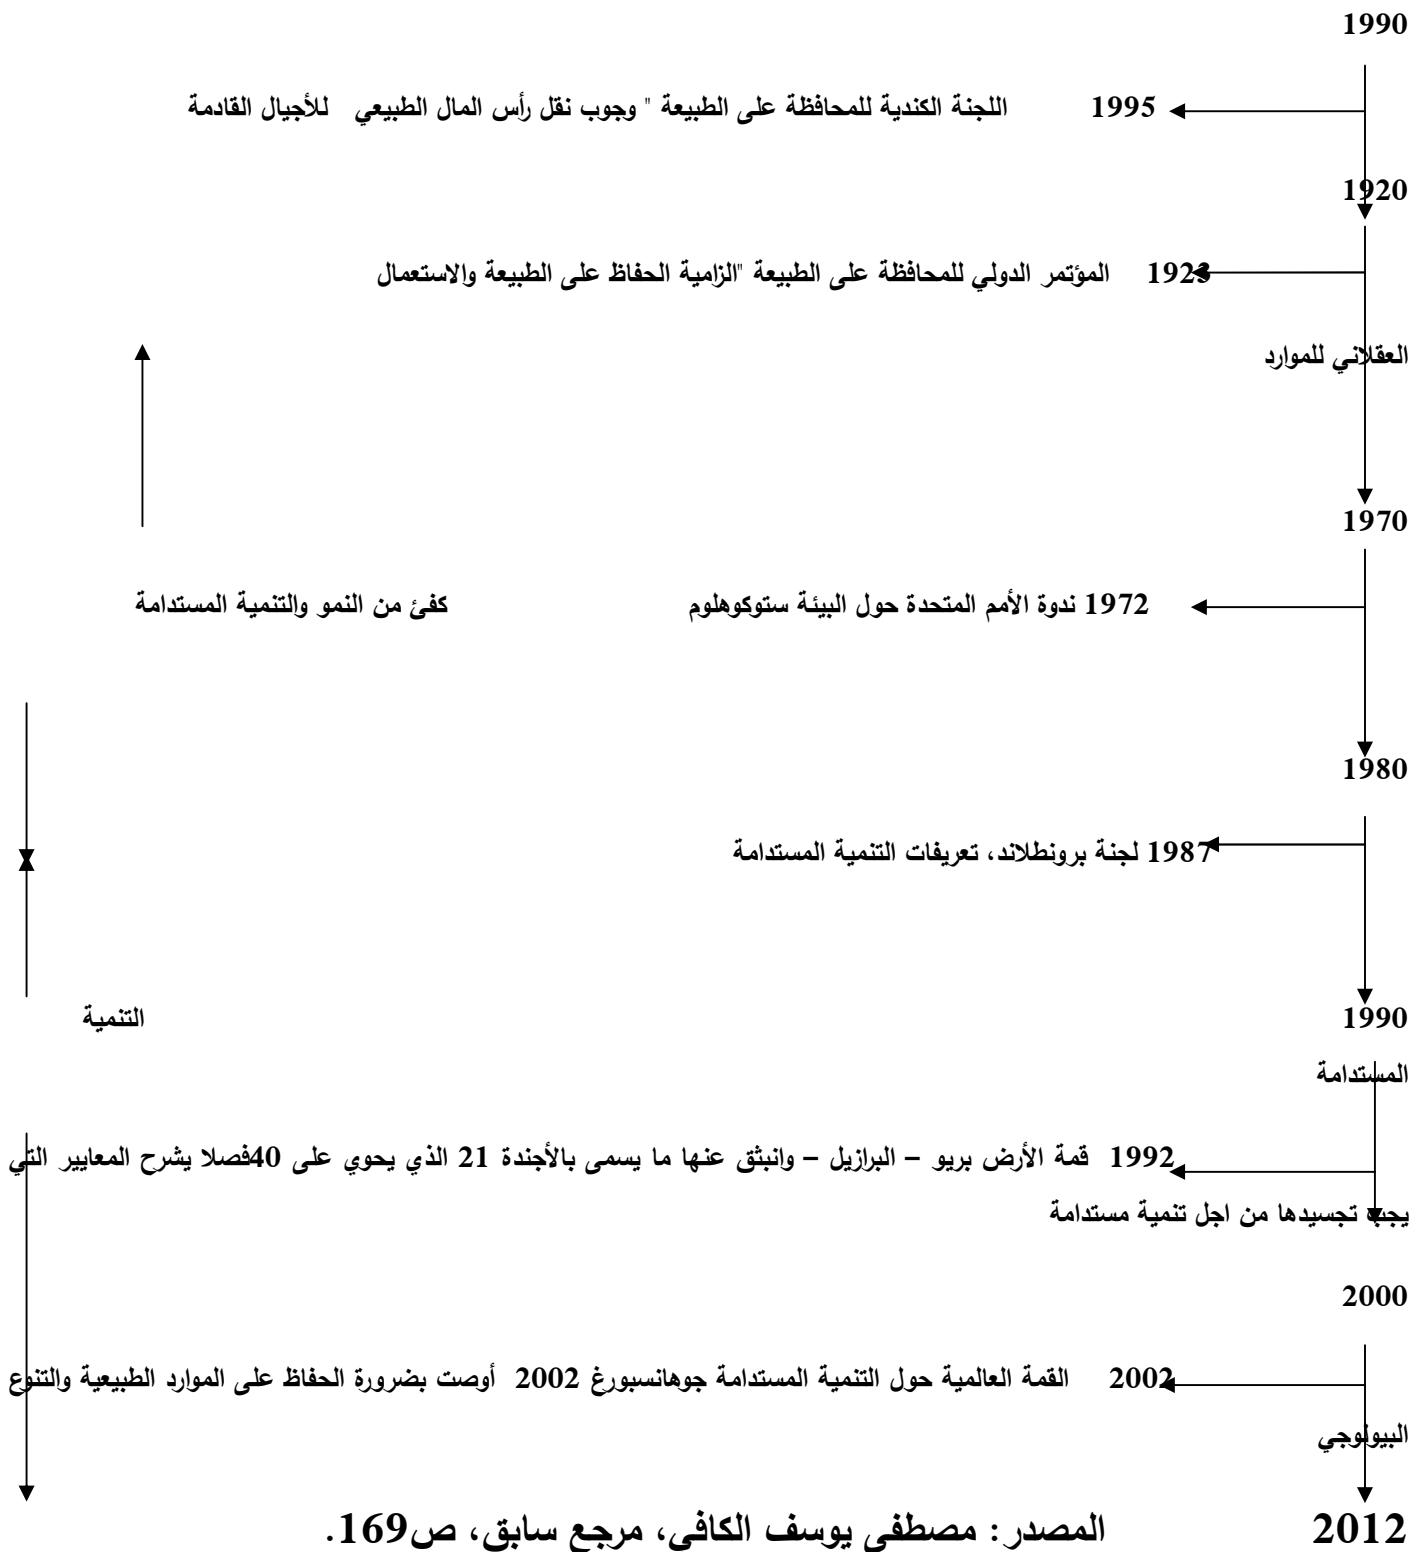 1990
1995 اللجنة الكندية للمحافظة على الطبيعة " وجوب نقل رأس المال الطبيعي للأجيال القادمة
1920
1923 المؤتمر الدولي للمحافظة على الطبيعة "الزامية الحفاظ على الطبيعة والاستعمال
العقلاني للموارد
1970
1972 ندوة الأمم المتحدة حول البيئة ستوكوهلوم كفئ من النمو والتنمية المستدامة
1980
1987 لجنة برونطلاند، تعريفات التنمية المستدامة
1990 التنمية
المستدامة
1992 قمة الأرض بريو – البرازيل – وانبثق عنها ما يسمى بالأجندة 21 الذي يحوي على 40فصلا يشرح المعايير التي
يجب تجسيدها من اجل تنمية مستدامة
2000
2002 القمة العالمية حول التنمية المستدامة جوهانسبورغ 2002 أوصت بضرورة الحفاظ على الموارد الطبيعية والتنوع
البيولوجي
2012 المصدر: مصطفى يوسف الكافي، مرجع سابق، ص169.